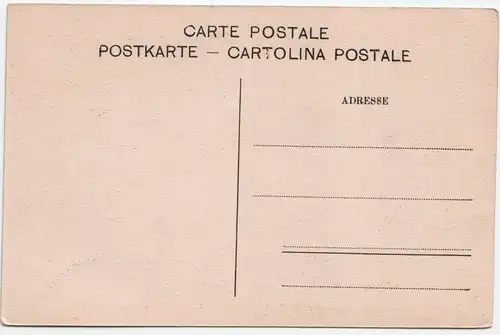 CARTE POSTALE
POSTKARTE — CARTOLINA POSTALE
ADRESSE